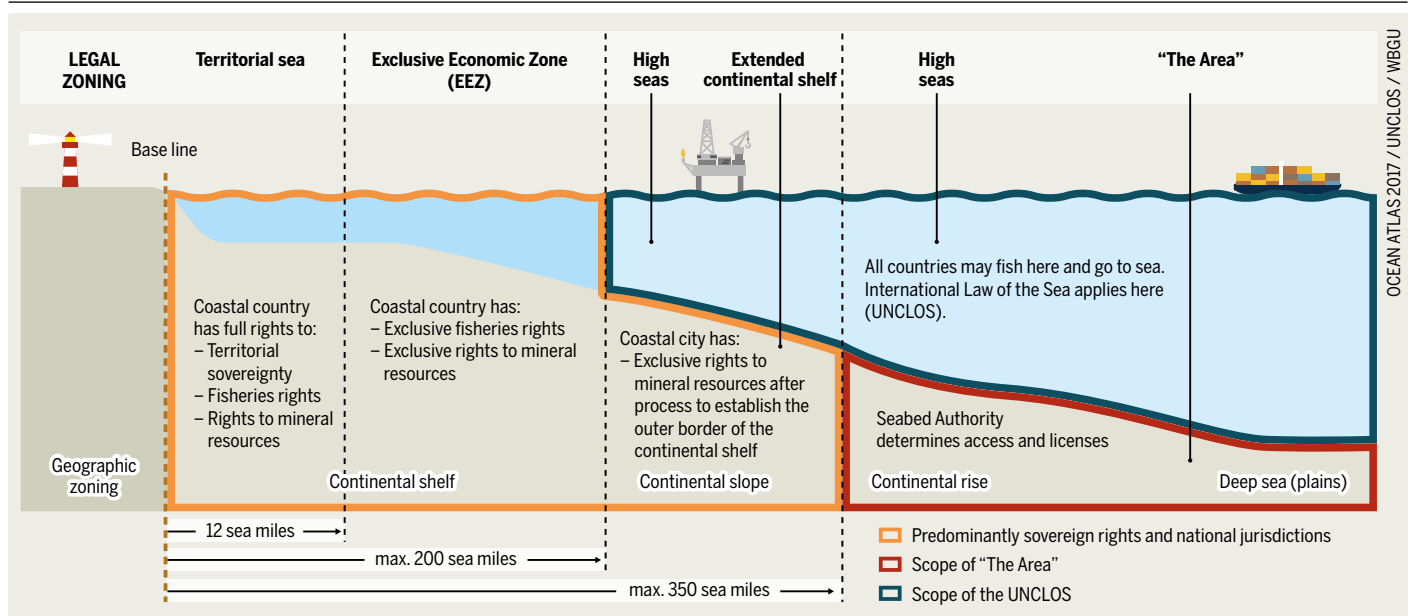 LEGAL
ZONING
Territorial sea
Exclusive Economic Zone
(EEZ)
High
seas
Extended
continental shelf
High
seas
“The Area”
Base line
Coastal country
has full rights to:
– Territorial
sovereignty
– Fisheries rights
– Rights to mineral
resources
Coastal country has:
– Exclusive fisheries rights
– Exclusive rights to mineral
resources
Coastal city has:
– Exclusive rights to
mineral resources after
process to establish the
outer border of the
continental shelf
All countries may fish here and go to sea.
International Law of the Sea applies here
(UNCLOS).
Seabed Authority
determines access and licenses
Geographic
zoning
Continental shelf
Continental slope
Continental rise
Deep sea (plains)
12 sea miles
max. 200 sea miles
max. 350 sea miles
Predominantly sovereign rights and national jurisdictions
Scope of “The Area”
Scope of the UNCLOS
OCEAN ATLAS 2017 / UNCLOS / WBGU